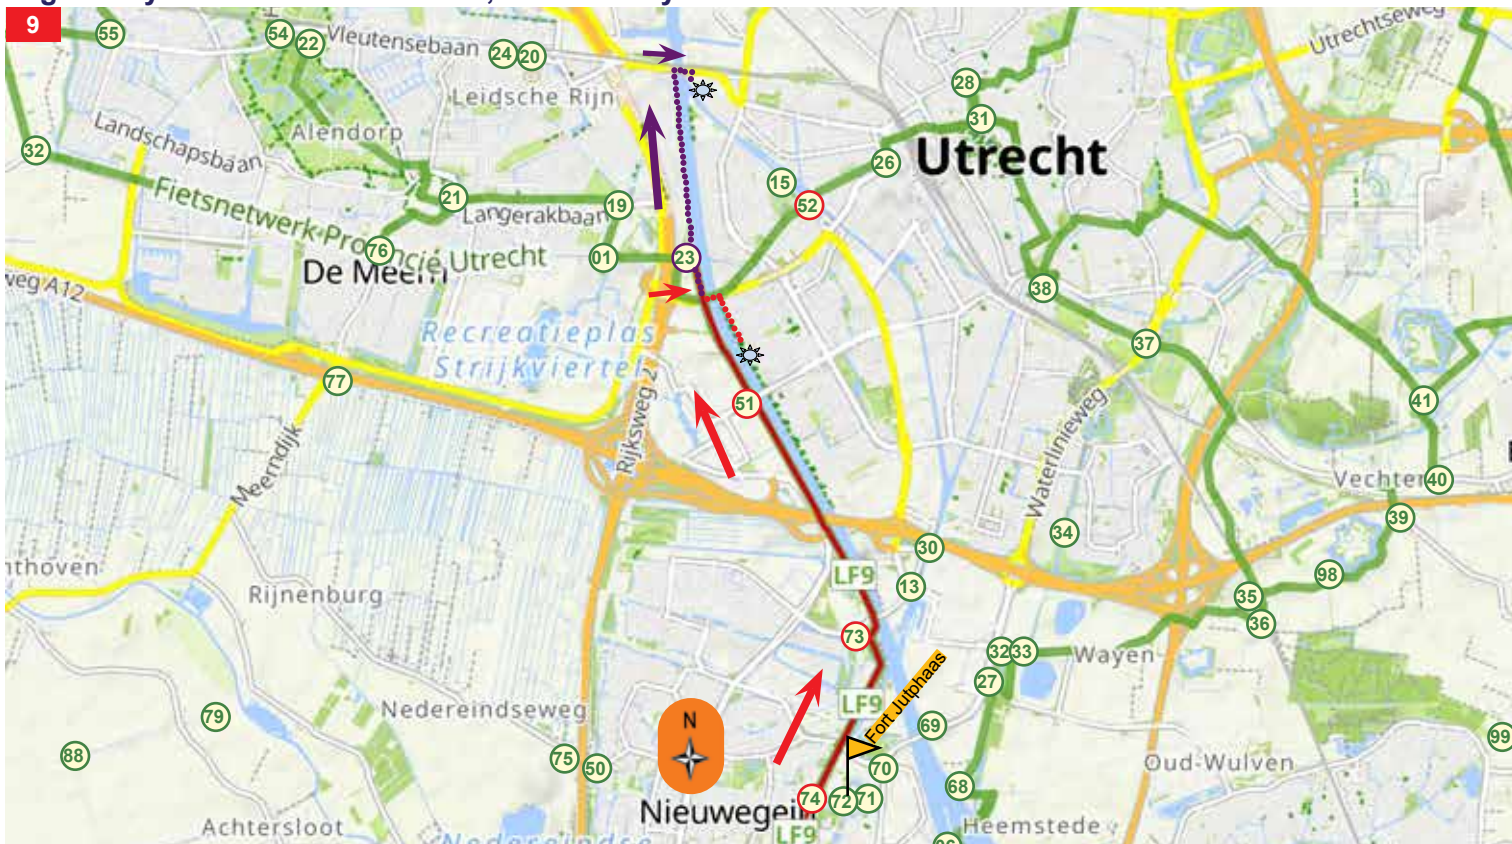 9
55
54
22
Vleutensebaan
24
20
Utrechtseweg
28
Leidsche Rijn
31
Landschapsbaan
Alendorp
32
26
Utrecht
15
52
21
19
Langerakbaan
Fietsnetwerk Provincie Utrecht
76
01
23
De Meern
weg A12
38
Recreatieplas
Strijkviertel
37
77
Rijksweg 2
51
41
Waterlinieweg
Meerndijk
Vechten
40
39
34
30
LF9
13
98
35
36
Rijnenburg
73
32
33
Wayen
27
LF9
Fort Jutphaas
79
Nedereindseweg
N
69
88
75
50
70
99
Oud-Wulven
68
74
72
71
Nieuwegein
LF9
Achtersloot
Nedereindse
Heemstede